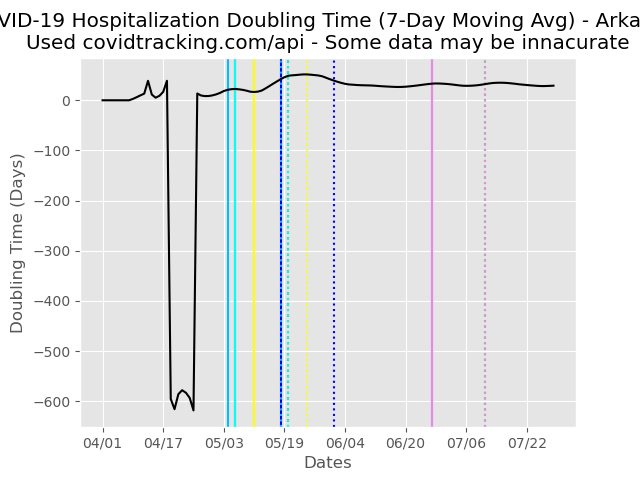 VID-19 Hospitalization Doubling Time (7-Day Moving Avg) - Arka
Used covidtracking.com/api - Some data may be innacurate
Doubling Time (Days)
0
−100
−200
−300
−400
−500
−600
04/01 04/17 05/03 05/19 06/04 06/20 07/06 07/22
Dates